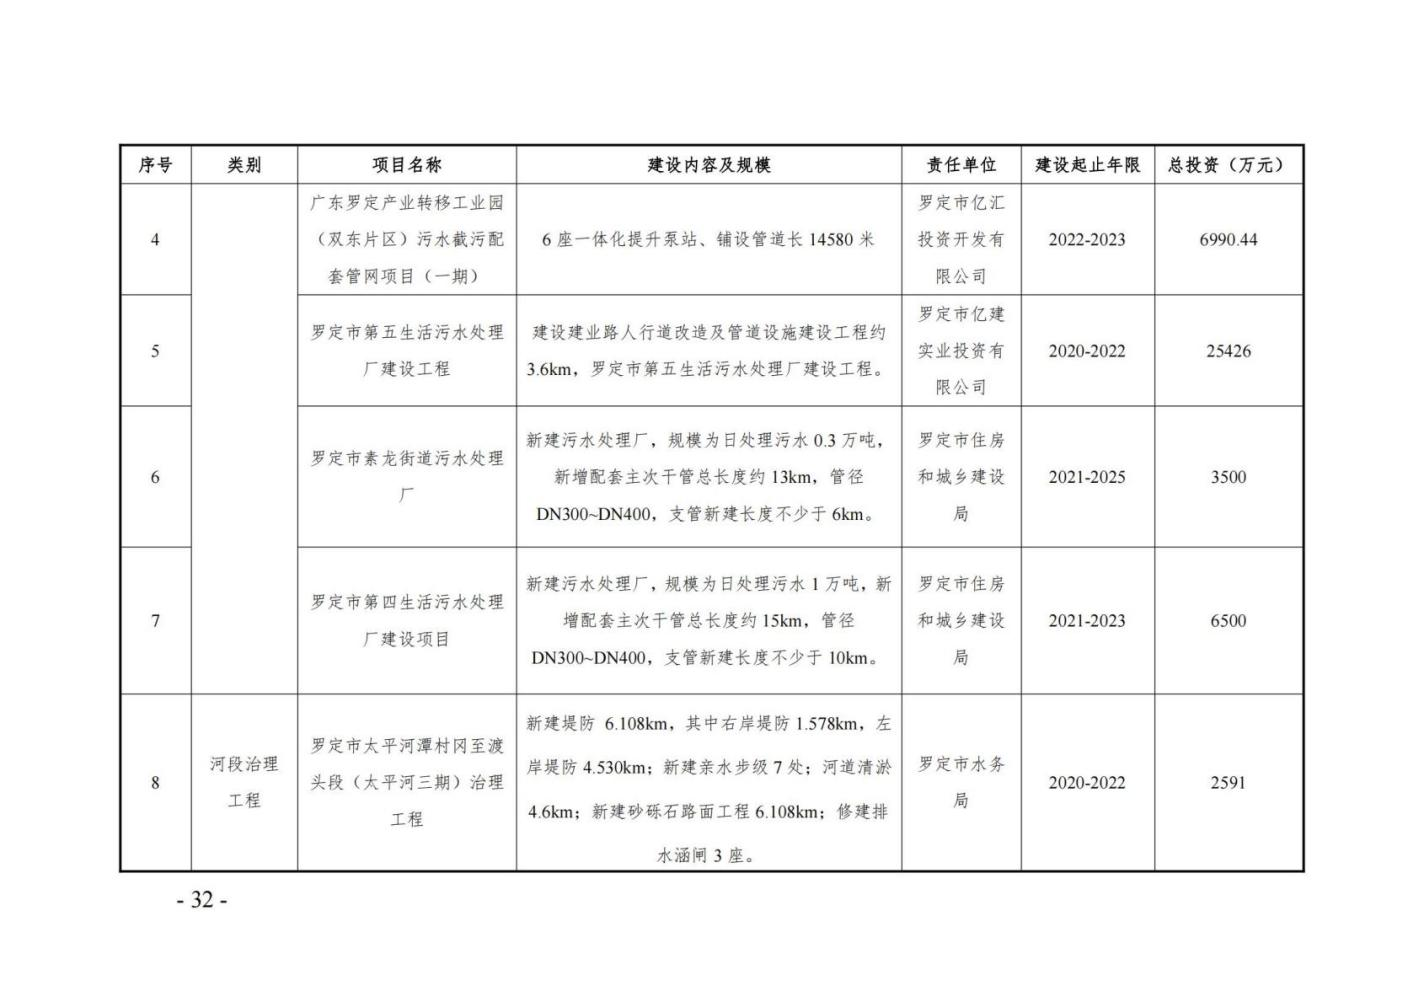 序号 类别 项目名称 建设内容及规模 责任单位 建设起止年限 总投资（万元）
4
广东罗定产业转移工业园
（双东片区）污水截污配
套管网项目（一期）
6 座一体化提升泵站、铺设管道长 14580 米
罗定市亿汇
投资开发有
限公司
2022-2023
6990.44
5
罗定市第五生活污水处理
厂建设工程
建设建业路人行道改造及管道设施建设工程约
3.6km，罗定市第五生活污水处理厂建设工程。
罗定市亿建
实业投资有
限公司
2020-2022
25426
6
罗定市素龙街道污水处理
厂
新建污水处理厂，规模为日处理污水 0.3 万吨，
新增配套主次干管总长度约 13km，管径
DN300~DN400，支管新建长度不少于 6km。
罗定市住房
和城乡建设
局
2021-2025
3500
7
罗定市第四生活污水处理
厂建设项目
新建污水处理厂，规模为日处理污水 1 万吨，新
增配套主次干管总长度约 15km，管径
DN300~DN400，支管新建长度不少于 10km。
罗定市住房
和城乡建设
局
2021-2023
6500
8
河段治理
工程
罗定市太平河潭村冈至渡
头段（太平河三期）治理
工程
新建堤防 6.108km，其中右岸堤防 1.578km，左
岸堤防 4.530km；新建亲水步级 7 处；河道清淤
4.6km；新建砂砾石路面工程 6.108km；修建排
水涵闸 3 座。
罗定市水务
局
2020-2022
2591
- 32 -